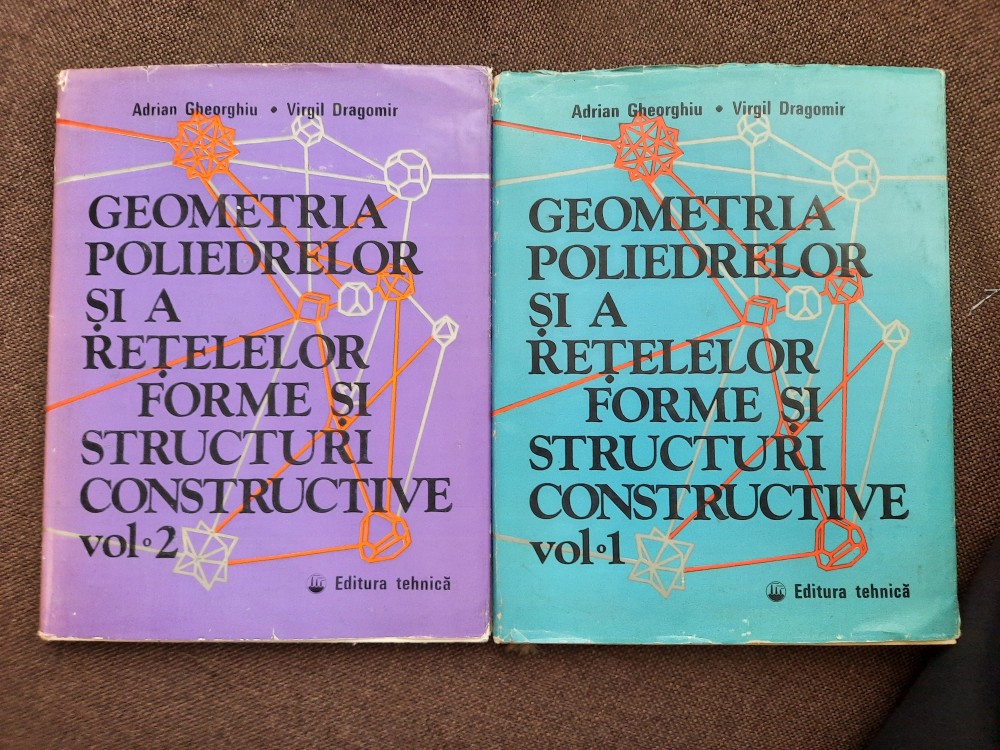 Adrian Gheorghiu • Virgil Dragomir
GEOMETRIA
POLIEDRELOR
ȘI A
REȚELELOR
FORME ȘI
STRUCTURI
CONSTRUCTIVE
vol◦2
Editura tehnică
Adrian Gheorghiu • Virgil Dragomir
GEOMETRIA
POLIEDRELOR
ȘI A
REȚELELOR
FORME ȘI
STRUCTURI
CONSTRUCTIVE
vol◦1
Editura tehnică